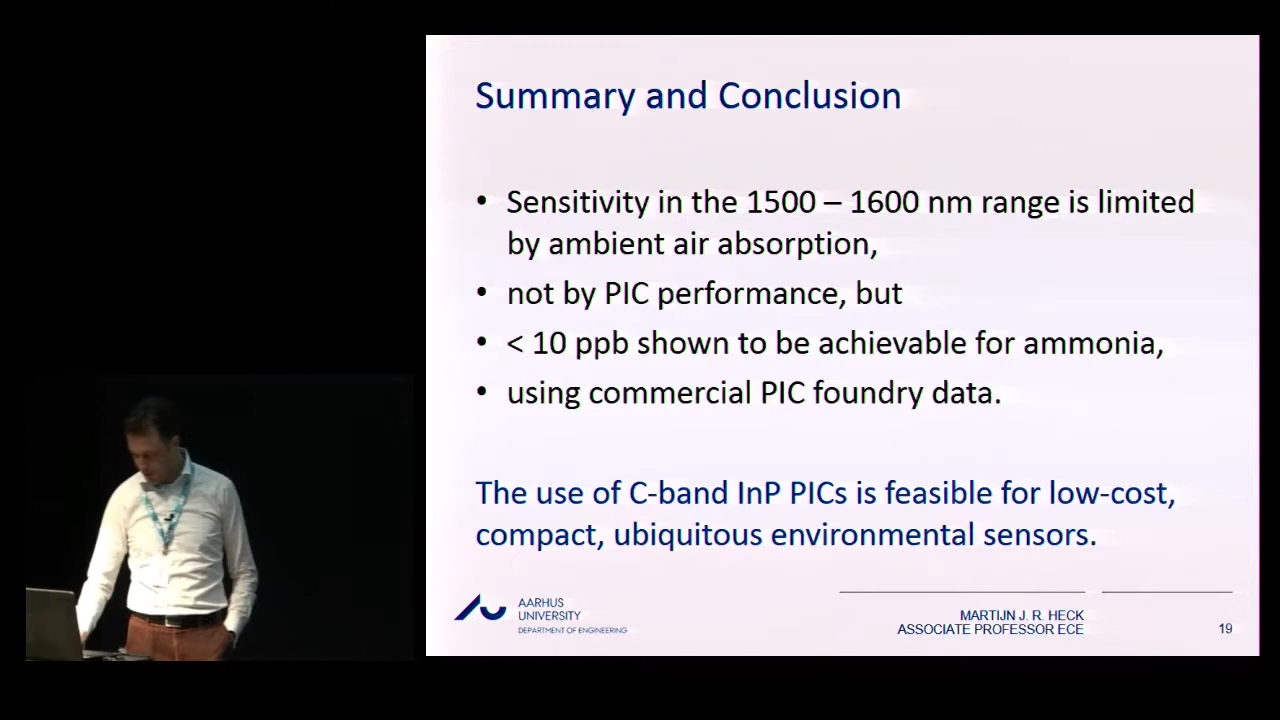 Summary and Conclusion
• Sensitivity in the 1500 – 1600 nm range is limited
by ambient air absorption,
• not by PIC performance, but
• < 10 ppb shown to be achievable for ammonia,
• using commercial PIC foundry data.
The use of C-band InP PICs is feasible for low-cost,
compact, ubiquitous environmental sensors.
AARHUS
UNIVERSITY
DEPARTMENT OF ENGINEERING
MARTIJN J. R. HECK
ASSOCIATE PROFESSOR ECE
19